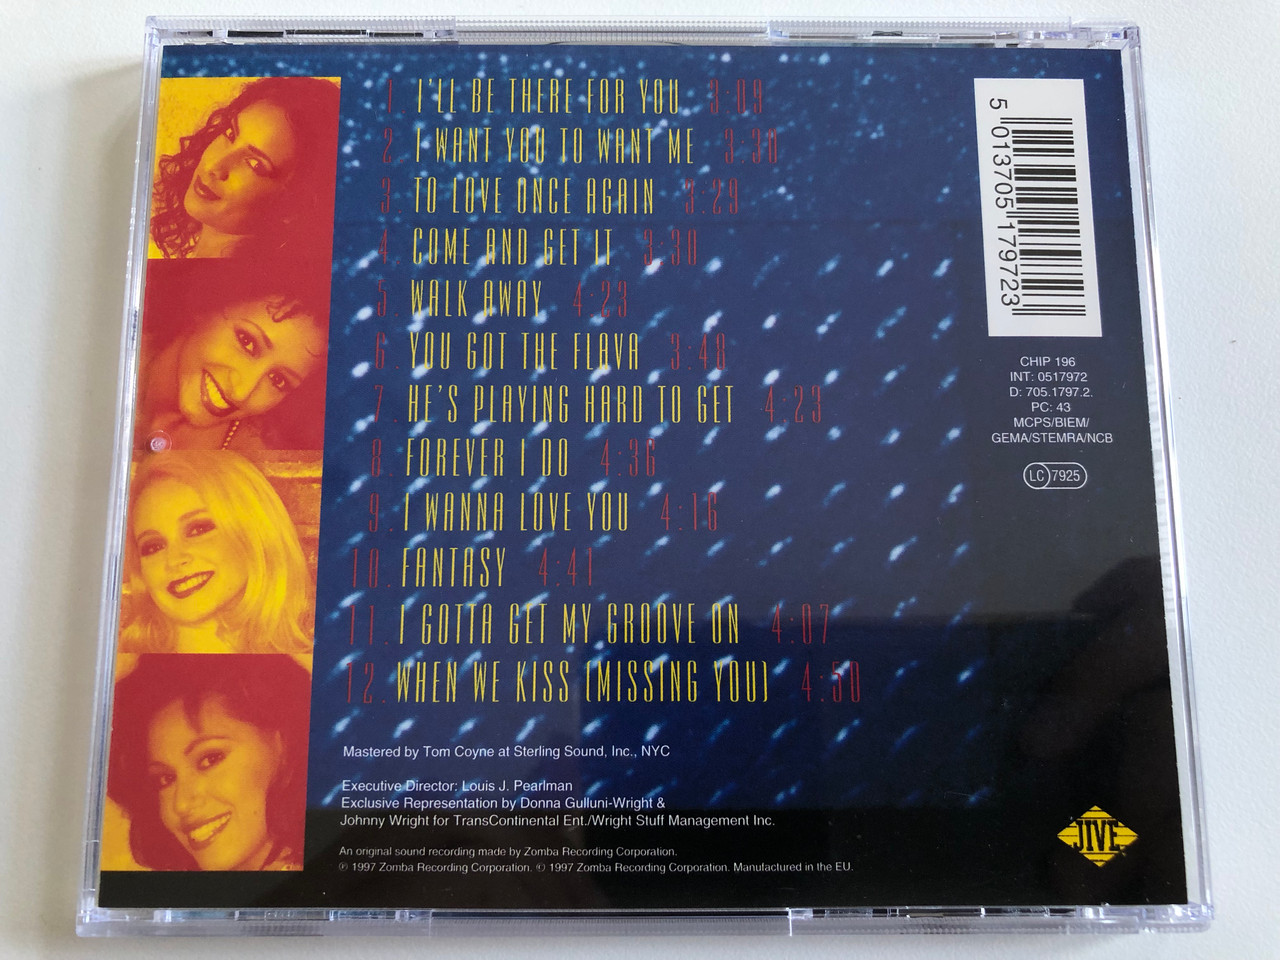 1. I'LL BE THERE FOR YOU 3:09
2. I WANT YOU TO WANT ME 3:30
3. TO LOVE ONCE AGAIN 3:29
4. COME AND GET IT 3:30
5. WALK AWAY 4:23
6. YOU GOT THE FLAVA 3:48
7. HE'S PLAYING HARD TO GET 4:23
8. FOREVER I DO 4:36
9. I WANNA LOVE YOU 4:16
10. FANTASY 4:41
11. I GOTTA GET MY GROOVE ON 4:07
12. WHEN WE KISS (MISSING YOU) 4:50
Mastered by Tom Coyne at Sterling Sound, Inc., NYC
Executive Director: Louis J. Pearlman
Exclusive Representation by Donna Gulluni-Wright &
Johnny Wright for TransContinental Ent./Wright Stuff Management Inc.
An original sound recording made by Zomba Recording Corporation.
℗ 1997 Zomba Recording Corporation. © 1997 Zomba Recording Corporation. Manufactured in the EU.
5 013705 179723
CHIP 196
INT: 0517972
D: 705.1797.2.
PC: 43
MCPS/BIEM/
GEMA/STEMRA/NCB
LC 7925
JIVE